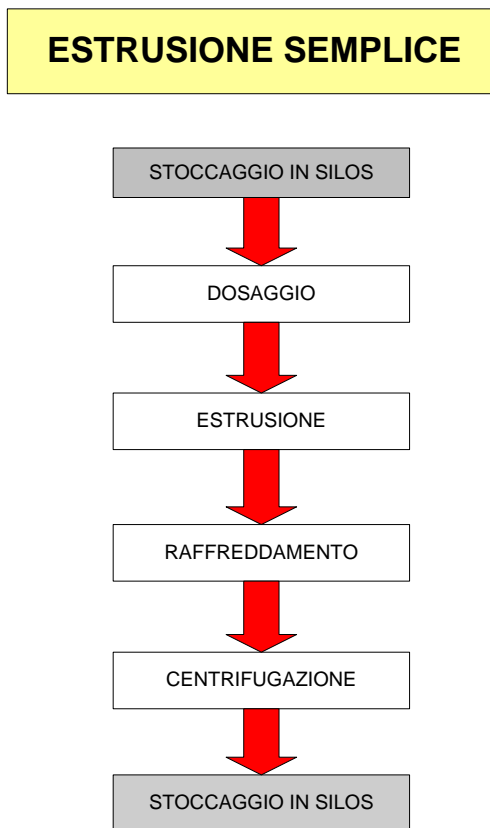 ESTRUSIONE SEMPLICE
STOCCAGGIO IN SILOS
DOSAGGIO
ESTRUSIONE
RAFFREDDAMENTO
CENTRIFUGAZIONE
STOCCAGGIO IN SILOS